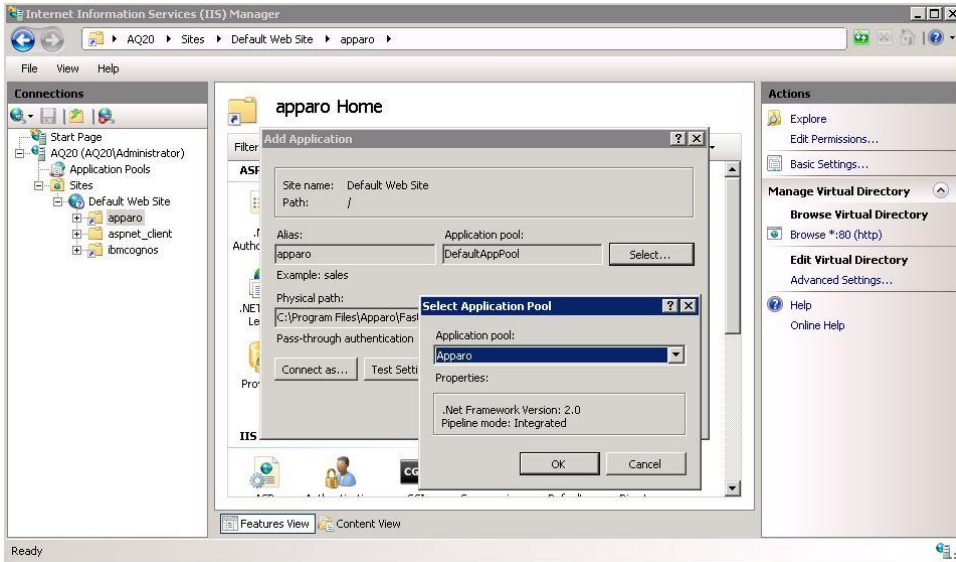 Internet Information Services (IIS) Manager
AQ20 Sites Default Web Site apparo
File View Help
Connections
Start Page
AQ20 (AQ20\Administrator)
Application Pools
Sites
Default Web Site
apparo
aspnet_client
ibmcognos
apparo Home
Filter
Add Application
Site name: Default Web Site
Path: /
Alias:
Application pool:
apparo
DefaultAppPool
Select...
Example: sales
Physical path:
C:\Program Files\Apparo\Fas
Pass-through authentication
Connect as...
Test Setti
.NET
Le
Pro
IIS
Select Application Pool
Application pool:
Apparo
Properties:
.Net Framework Version: 2.0
Pipeline mode: Integrated
OK
Cancel
Features View
Content View
Actions
Explore
Edit Permissions...
Basic Settings...
Manage Virtual Directory
Browse Virtual Directory
Browse *:80 (http)
Edit Virtual Directory
Advanced Settings...
Help
Online Help
Ready